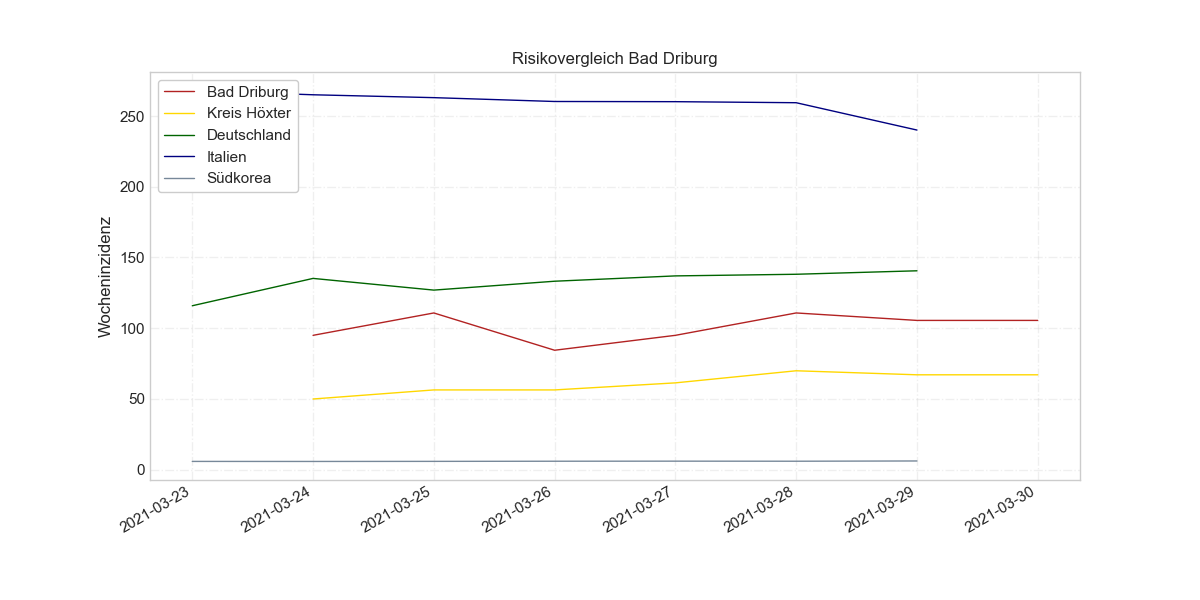 Risikovergleich Bad Driburg
Bad Driburg
Kreis Höxter
Deutschland
Italien
Südkorea
Wocheninzidenz
250
200
150
100
50
0
2021-03-23
2021-03-24
2021-03-25
2021-03-26
2021-03-27
2021-03-28
2021-03-29
2021-03-30